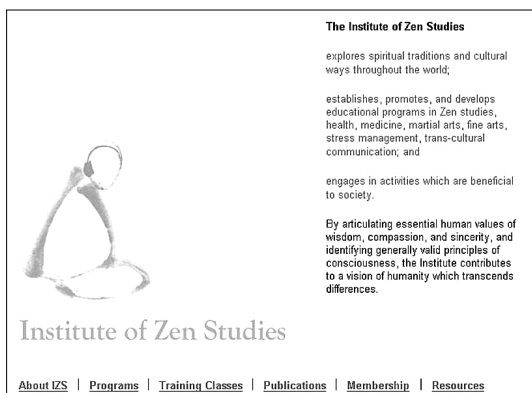 The Institute of Zen Studies
explores spiritual traditions and cultural
ways throughout the world;
establishes, promotes, and develops
educational programs in Zen studies,
health, medicine, martial arts, fine arts,
stress management, trans-cultural
communication; and
engages in activities which are beneficial
to society.
By articulating essential human values of
wisdom, compassion, and sincerity, and
identifying generally valid principles of
consciousness, the Institute contributes
to a vision of humanity which transcends
differences.
Institute of Zen Studies
About IZS | Programs | Training Classes | Publications | Membership | Resources